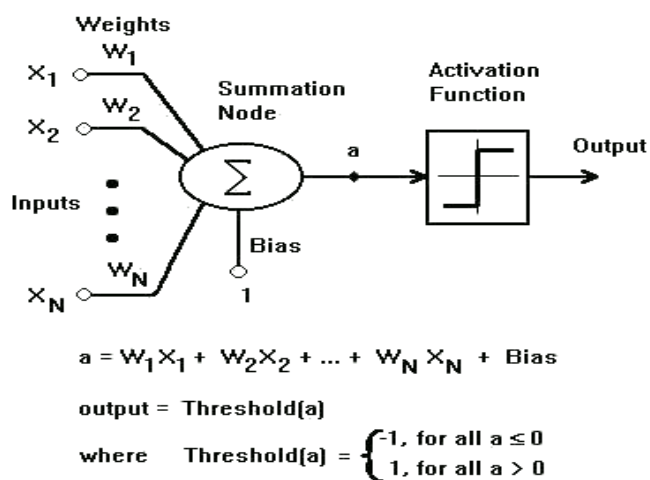 Weights
W1
X1
Summation
Node
Activation
Function
W2
X2
a
Output
Σ
Inputs
Bias
WN
XN
1
a = W1X1 + W2X2 + ... + WN XN + Bias
output = Threshold(a)
where Threshold(a) = { -1, for all a ≤ 0
1, for all a > 0